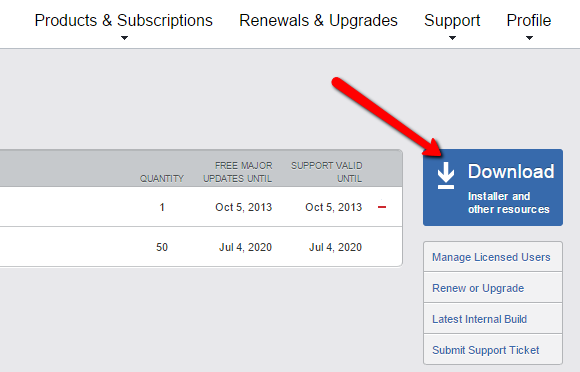 Products & Subscriptions Renewals & Upgrades Support Profile
QUANTITY FREE MAJOR UPDATES UNTIL SUPPORT VALID UNTIL
1 Oct 5, 2013 Oct 5, 2013
50 Jul 4, 2020 Jul 4, 2020
Download
Installer and
other resources
Manage Licensed Users
Renew or Upgrade
Latest Internal Build
Submit Support Ticket